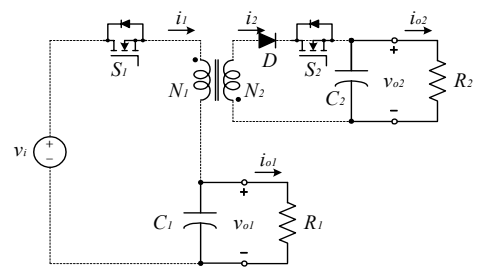 i1
i2
io2
S1
D
S2
N1
N2
C2
vo2
R2
+
−
vi
+
−
io1
C1
vo1
R1
+
−